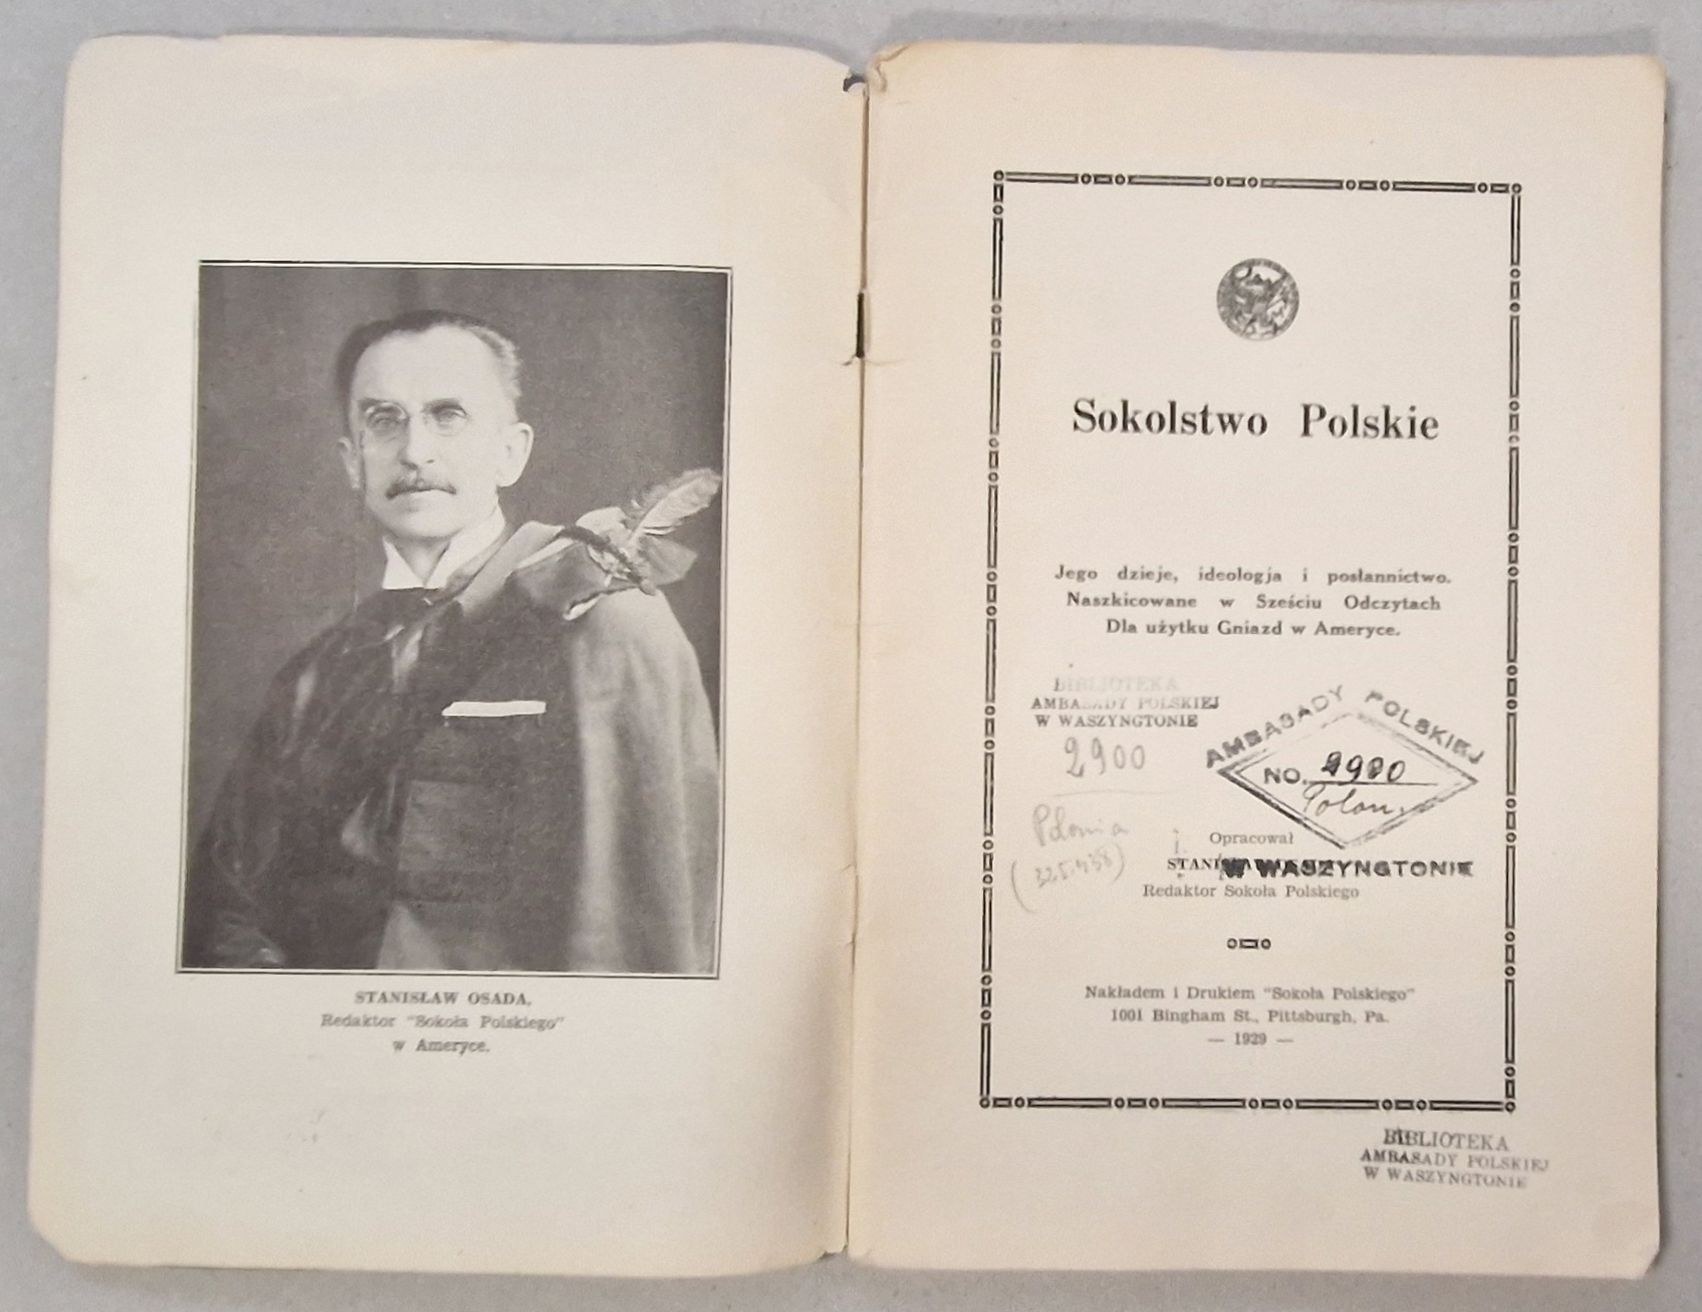 STANISŁAW OSADA,
Redaktor "Sokoła Polskiego"
w Ameryce.
Sokolstwo Polskie
Jego dzieje, ideologja i posłannictwo.
Naszkicowane w Sześciu Odczytach
Dla użytku Gniazd w Ameryce.
BIBLIOTEKA
AMBASADY POLSKIEJ
W WASZYNGTONIE
2900
Polonia
AMBASADY POLSKIEJ
NO. 2900
Polon.
W WASZYNGTONIE
Opracował
Redaktor Sokoła Polskiego
Nakładem i Drukiem "Sokoła Polskiego"
1001 Bingham St., Pittsburgh, Pa.
— 1929 —
BIBLIOTEKA
AMBASADY POLSKIEJ
W WASZYNGTONIE